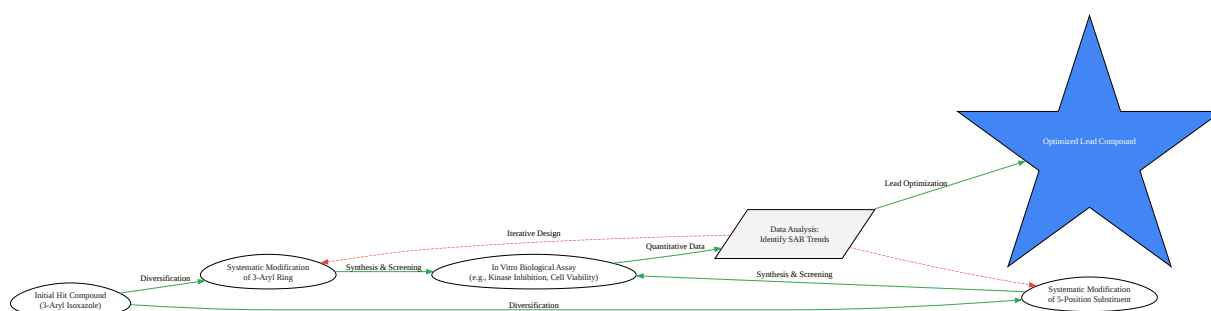 Optimized Lead Compound
Lead Optimization
Data Analysis:
Identify SAR Trends
Iterative Design
Quantitative Data
Systematic Modification
of 3-Aryl Ring
Synthesis & Screening
In Vitro Biological Assay
(e.g., Kinase Inhibition, Cell Viability)
Synthesis & Screening
Diversification
Initial Hit Compound
(3-Aryl Isoxazole)
Diversification
Systematic Modification
of 5-Position Substituent